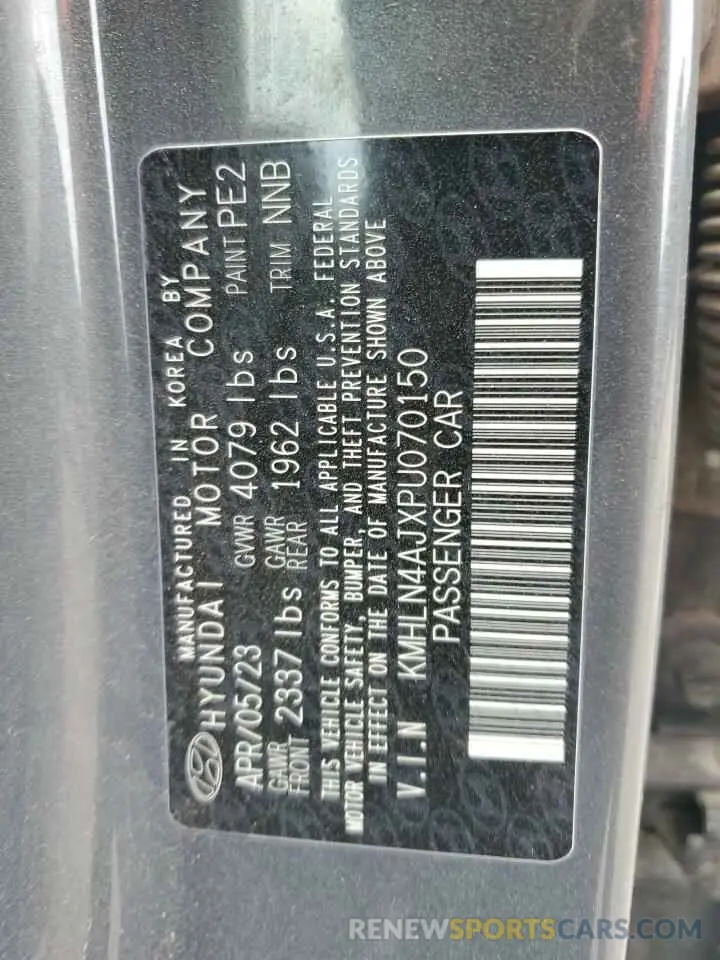 MANUFACTURED IN KOREA BY
HYUNDAI MOTOR COMPANY
APR/05/23 GVWR 4079 lbs PAINT PE2
GAWR FRONT 2337 lbs GAWR REAR 1962 lbs TRIM NNB
THIS VEHICLE CONFORMS TO ALL APPLICABLE U.S.A. FEDERAL
MOTOR VEHICLE SAFETY, BUMPER, AND THEFT PREVENTION STANDARDS
IN EFFECT ON THE DATE OF MANUFACTURE SHOWN ABOVE
V.I.N KMHLN4AJXPU070150
PASSENGER CAR
RENEWSPORTSCARS.COM